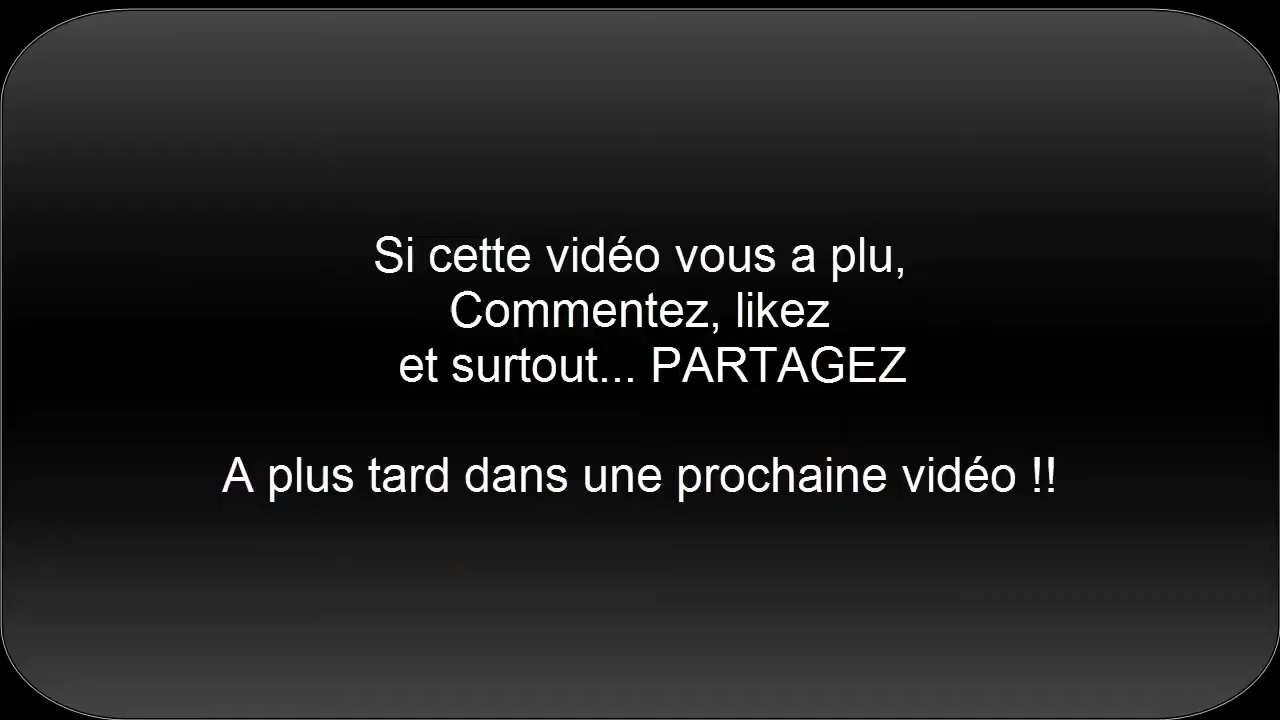 Si cette vidéo vous a plu,
Commentez, likez
et surtout... PARTAGEZ
A plus tard dans une prochaine vidéo !!